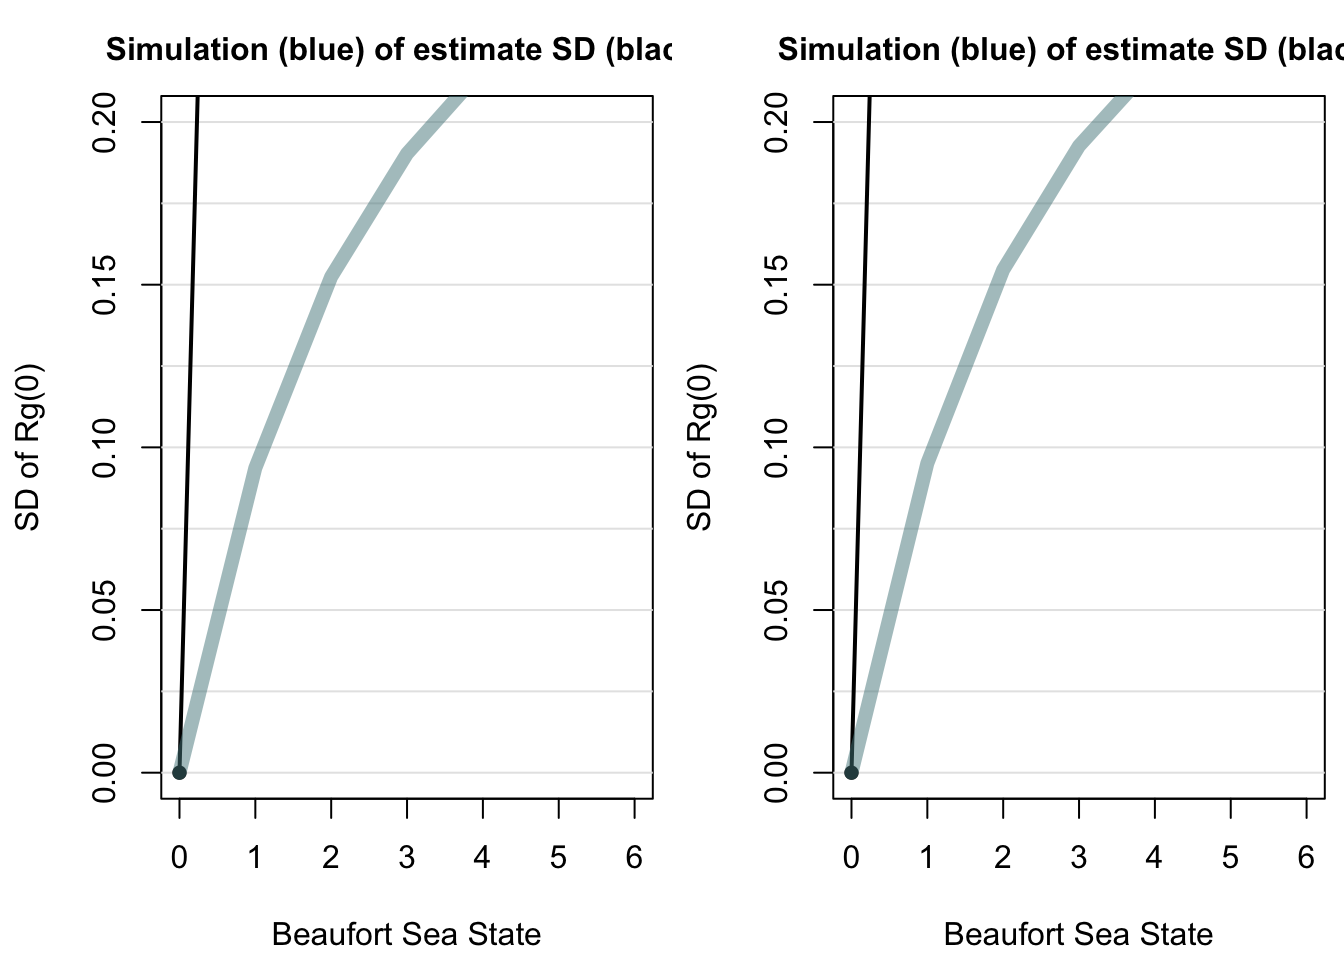 Simulation (blue) of estimate SD (blac
SD of Rg(0)
0.20
0.15
0.10
0.05
0.00
0 1 2 3 4 5 6
Beaufort Sea State
Simulation (blue) of estimate SD (blac
SD of Rg(0)
0.20
0.15
0.10
0.05
0.00
0 1 2 3 4 5 6
Beaufort Sea State